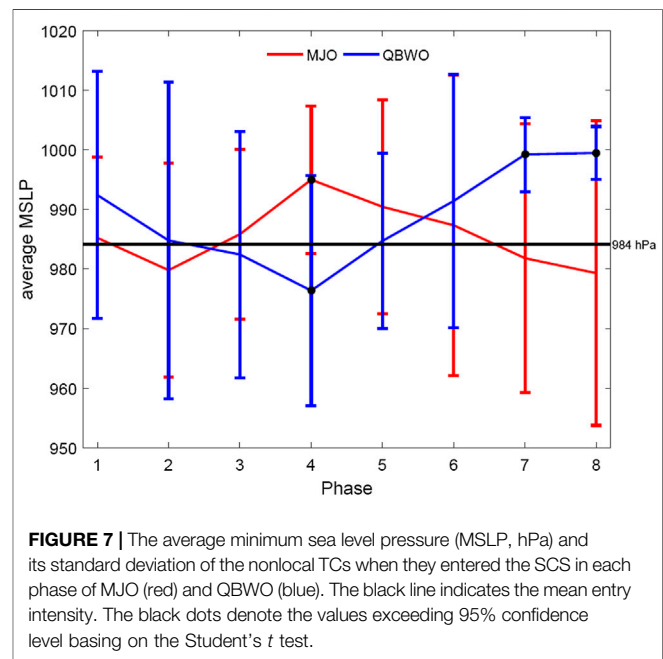 1020
1010
1000
990
980
970
960
950
average MSLP
MJO QBWO
984 hPa
1 2 3 4 5 6 7 8
Phase
FIGURE 7 | The average minimum sea level pressure (MSLP, hPa) and
its standard deviation of the nonlocal TCs when they entered the SCS in each
phase of MJO (red) and QBWO (blue). The black line indicates the mean entry
intensity. The black dots denote the values exceeding 95% confidence
level basing on the Student's t test.